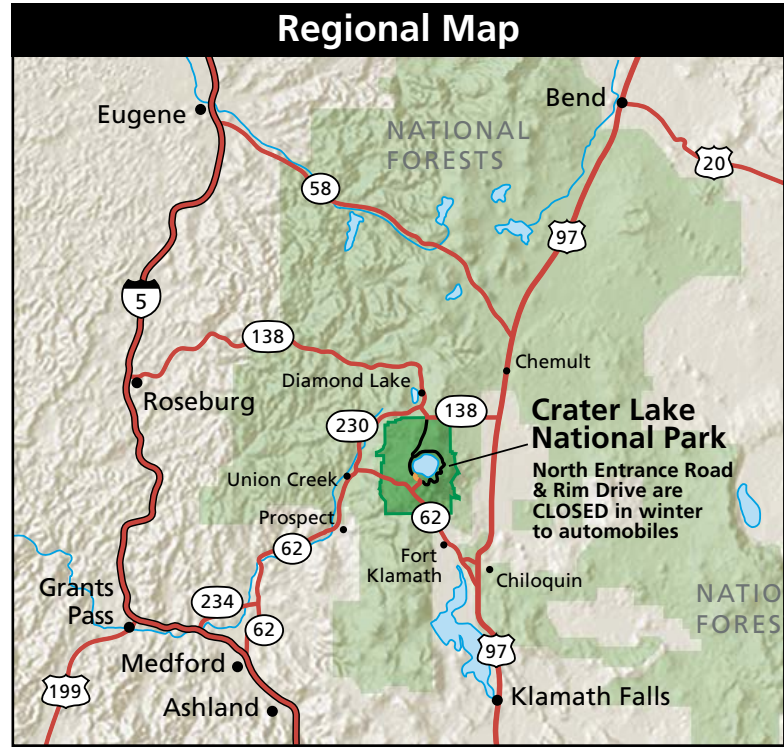 Regional Map
Eugene
Bend
NATIONAL
FORESTS
20
58
97
5
138
Chemult
Diamond Lake
Roseburg
138
230
Crater Lake
National Park
North Entrance Road
& Rim Drive are
CLOSED in winter
to automobiles
Union Creek
62
Prospect
62
Fort
Klamath
Chiloquin
Grants
Pass
234
NATIO
FORES
62
97
Medford
199
Klamath Falls
Ashland